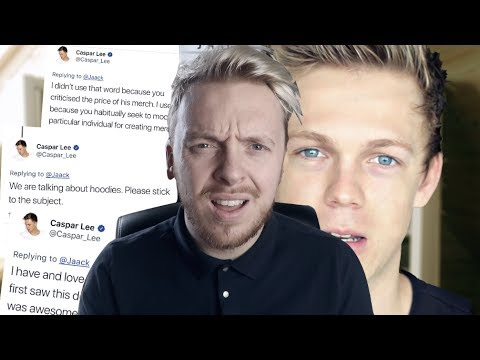 Caspar Lee
@Caspar_Lee
Replying to @Jaack
I didn't use that word because you
criticised the price of his merch. I use
because you habitually seek to moc
particular individual for creating mer
Caspar Lee
@Caspar_Lee
Replying to @Jaack
We are talking about hoodies. Please stick
to the subject.
Caspar Lee
@Caspar_Lee
Replying to @Jaack
I have and love
first saw this d
was awesome